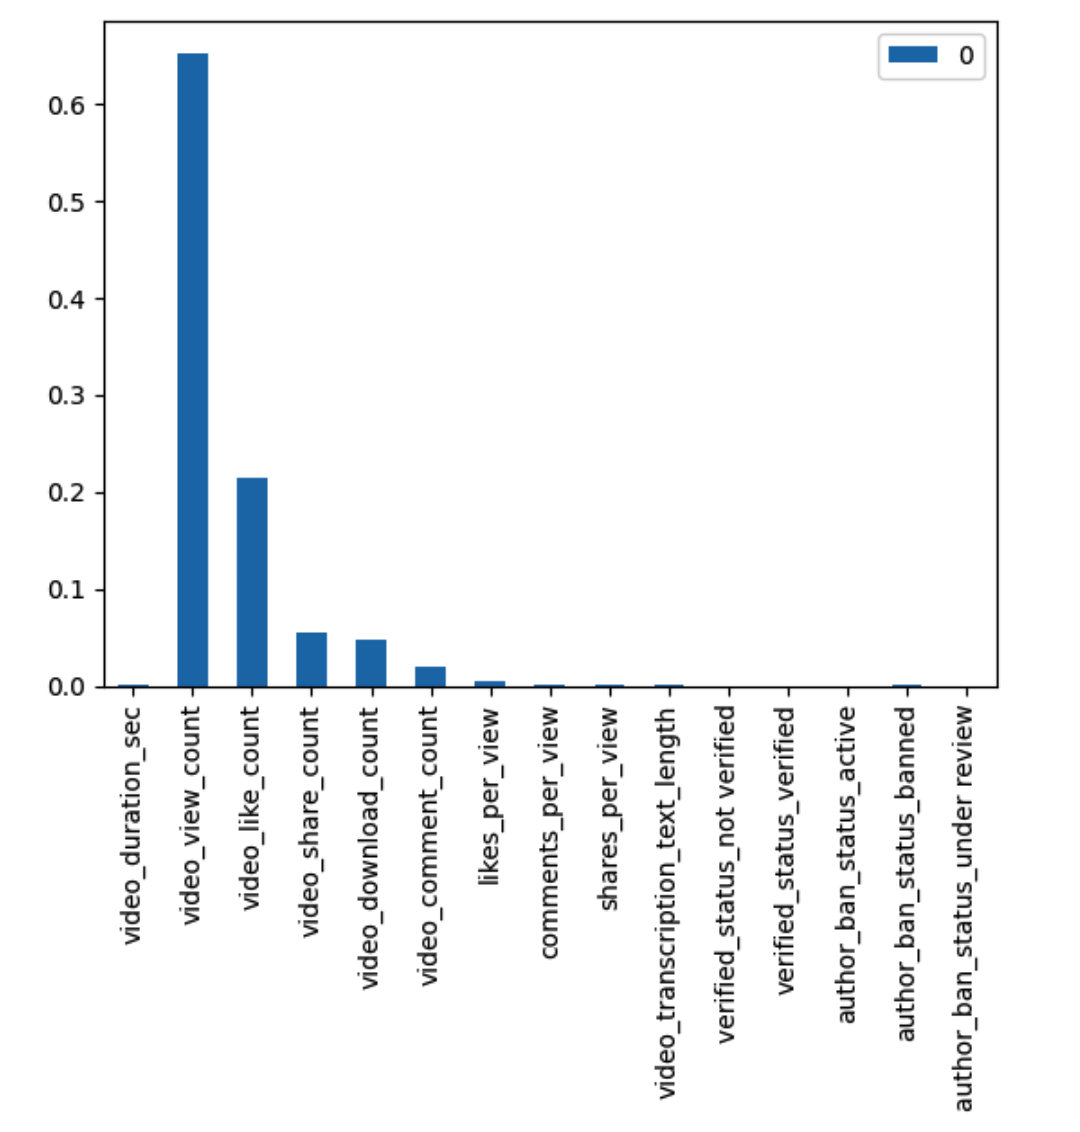 0
0.6
0.5
0.4
0.3
0.2
0.1
0.0
video_duration_sec
video_view_count
video_like_count
video_share_count
video_download_count
video_comment_count
likes_per_view
comments_per_view
shares_per_view
video_transcription_text_length
verified_status_not verified
verified_status_verified
author_ban_status_active
author_ban_status_banned
author_ban_status_under review